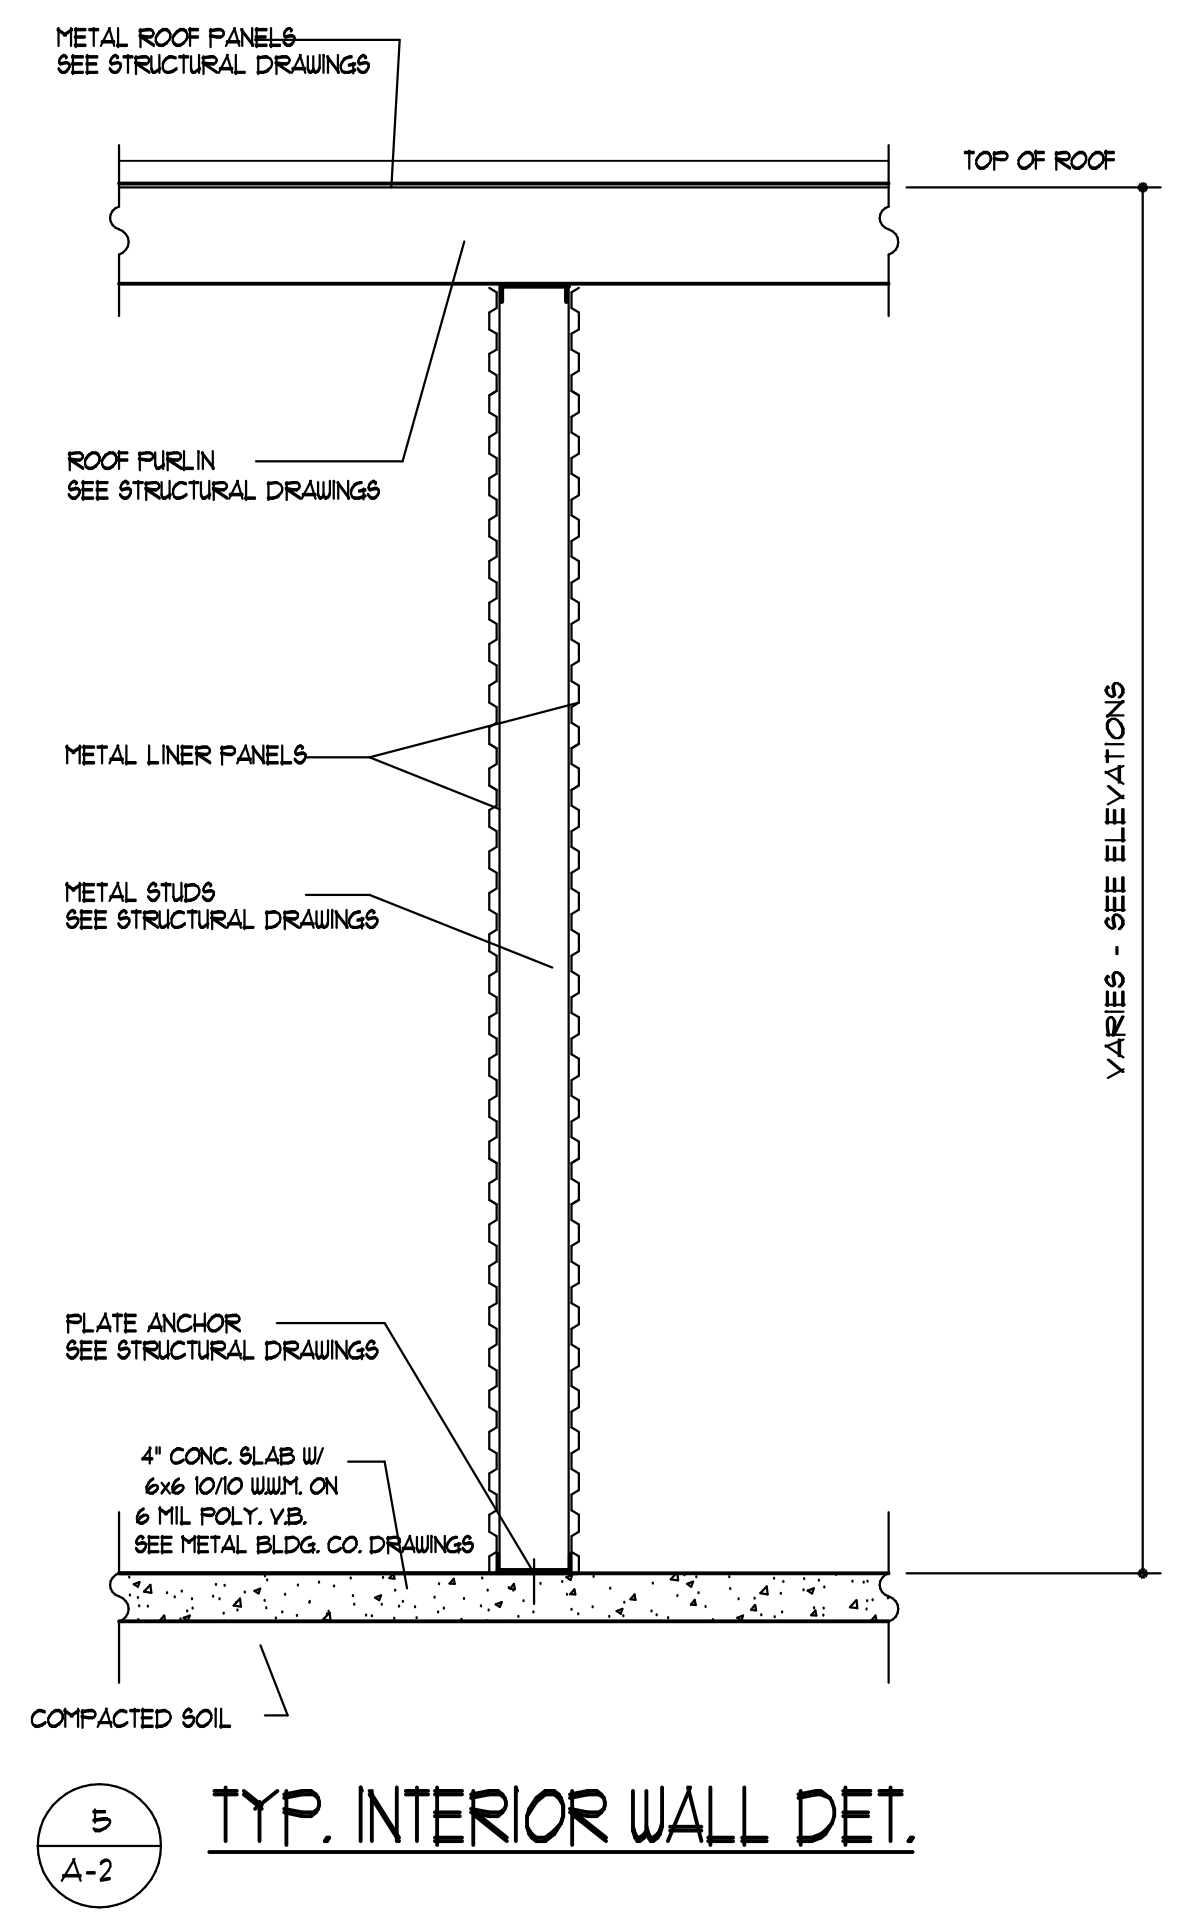 METAL ROOF PANELS
SEE STRUCTURAL DRAWINGS
TOP OF ROOF
ROOF PURLIN
SEE STRUCTURAL DRAWINGS
METAL LINER PANELS
VARIES - SEE ELEVATIONS
METAL STUDS
SEE STRUCTURAL DRAWINGS
PLATE ANCHOR
SEE STRUCTURAL DRAWINGS
4" CONC. SLAB W/
6x6 10/10 W.W.M. ON
6 MIL POLY. V.B.
SEE METAL BLDG. CO. DRAWINGS
COMPACTED SOIL
5
A-2
TYP. INTERIOR WALL DET.